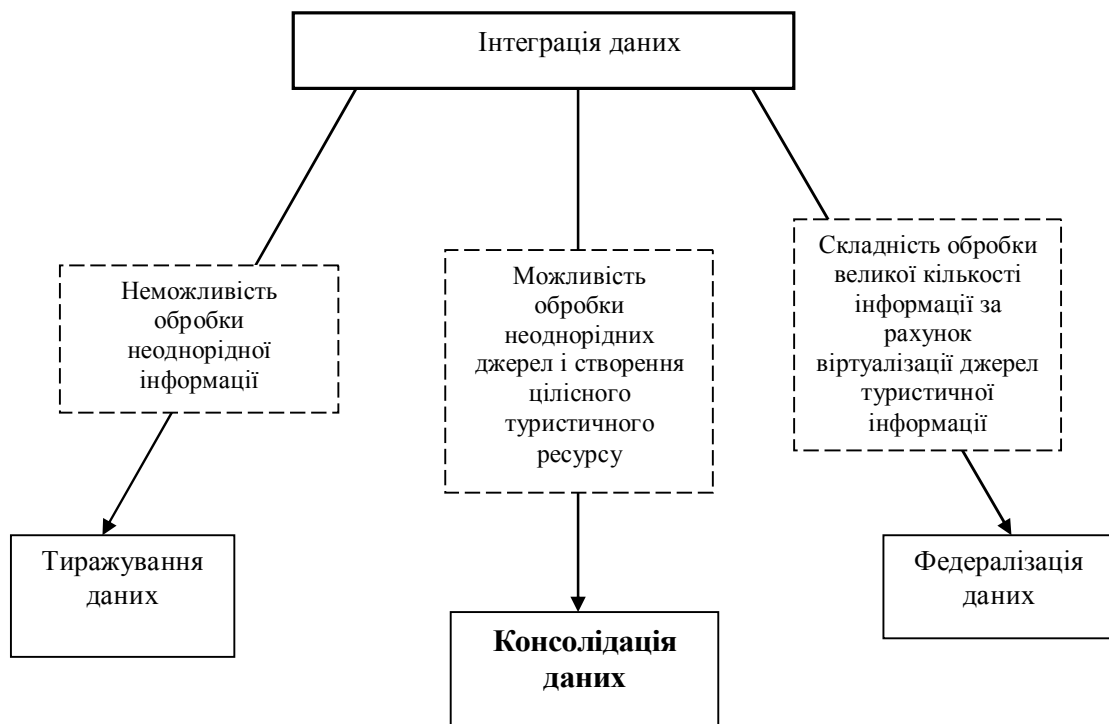 Інтеграція даних
Неможливість
обробки
неоднорідної
інформації
Можливість
обробки
неоднорідних
джерел і створення
цілісного
туристичного
ресурсу
Складність обробки
великої кількості
інформації за
рахунок
віртуалізації джерел
туристичної
інформації
Тиражування
даних
Консолідація
даних
Федералізація
даних